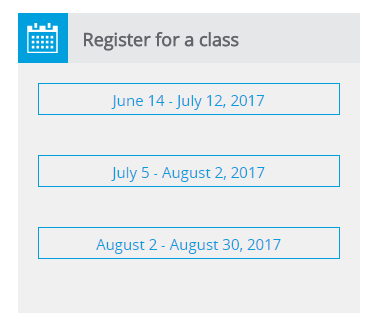 Register for a class
June 14 - July 12, 2017
July 5 - August 2, 2017
August 2 - August 30, 2017